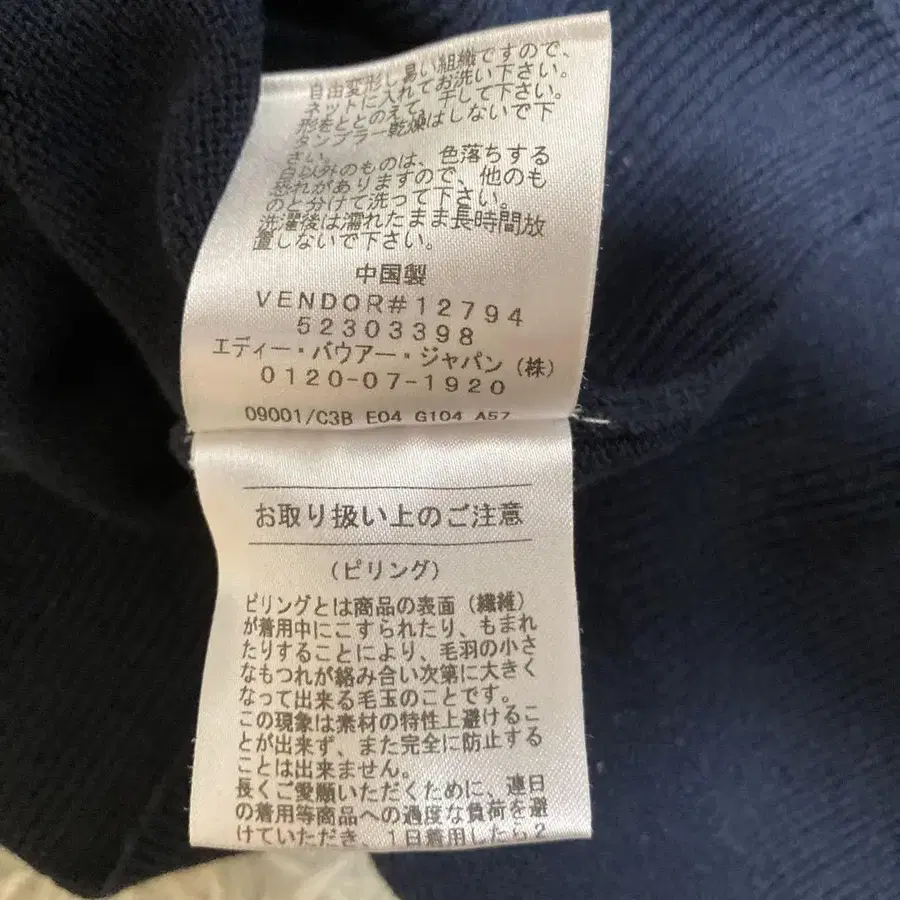 自由変形し易い組織ですので、
ネットに入れてお洗い下さい。
形をととのえて、干して下さい。
タンブラー乾燥はしないで下
さい。
白以外のものは、色落ちする
恐れがありますので、他のも
のと分けて洗って下さい。
洗濯後は濡れたまま長時間放
置しないで下さい。
中国製
VENDOR#12794
52303398
エディー・バウアー・ジャパン(株)
0120-07-1920
09001/C3B E04 G104 A57
お取り扱い上のご注意
(ピリング)
ピリングとは商品の表面(繊維)
が着用中にこすられたり、もまれ
たりすることにより、毛羽の小さ
なもつれが絡み合い次第に大きく
なって出来る毛玉のことです。
この現象は素材の特性上避けるこ
とが出来ず、また完全に防止する
ことは出来ません。
長くご愛願いただくために、連日
の着用等商品への過度な負荷を避
けていただき、1日着用したら2